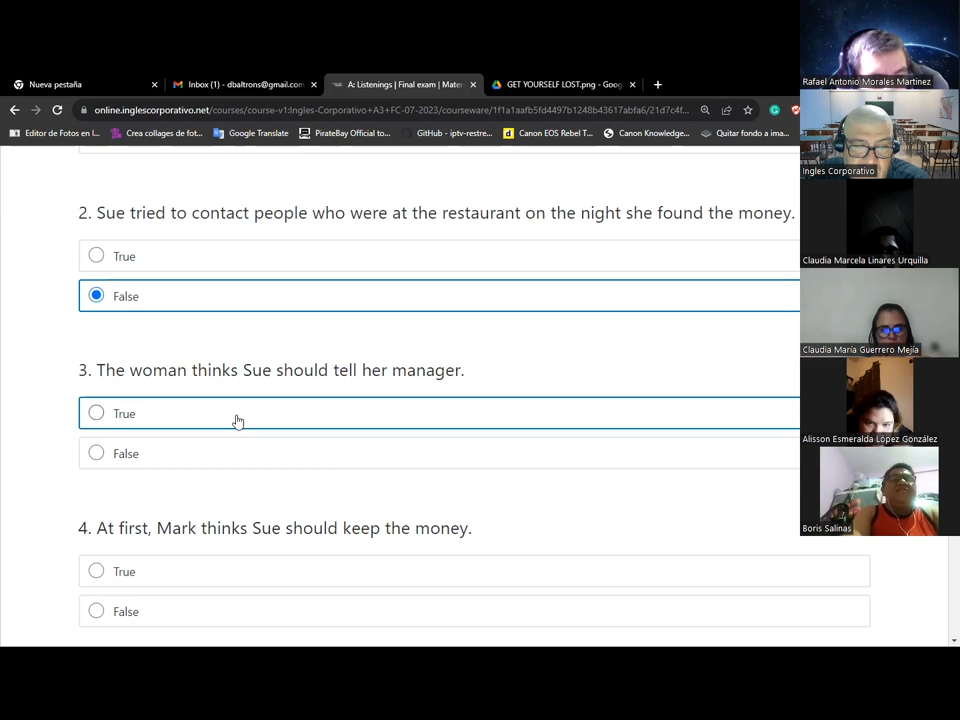 Nueva pestaña
Inbox (1) - dbaltrons@gmail.com
A: Listenings | Final exam | Mater
GET YOURSELF LOST.png - Goog
online.inglescorporativo.net/courses/course-v1:Ingles-Corporativo+A3+FC-07-2023/courseware/1f1a1aafb5fd4497b1248b43617abfa6/21d7c4f...
Editor de Fotos en l...
Crea collages de fot...
Google Translate
PirateBay Official to...
GitHub - iptv-restre...
Canon EOS Rebel T...
Canon Knowledge...
Quitar fondo a ima...
2. Sue tried to contact people who were at the restaurant on the night she found the money.
True
False
3. The woman thinks Sue should tell her manager.
True
False
4. At first, Mark thinks Sue should keep the money.
True
False
Rafael Antonio Morales Martinez
Ingles Corporativo
Claudia Marcela Linares Urquilla
Claudia María Guerrero Mejía
Alisson Esmeralda López González
Boris Salinas